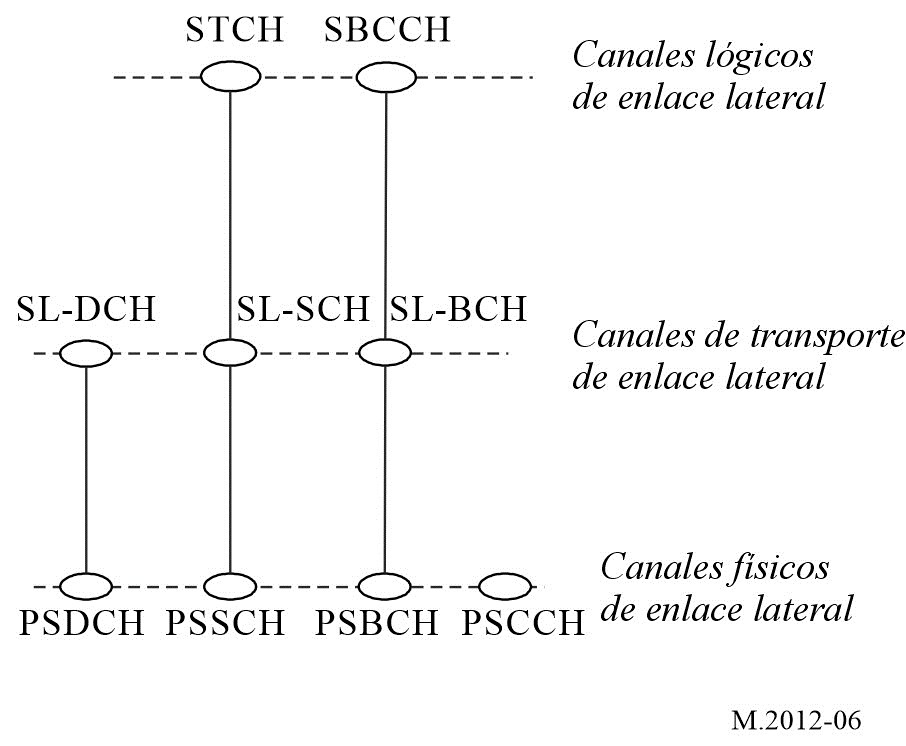 STCH SBCCH
Canales lógicos
de enlace lateral
SL-DCH SL-SCH SL-BCH
Canales de transporte
de enlace lateral
Canales físicos
de enlace lateral
PSDCH PSSCH PSBCH PSCCH
M.2012-06